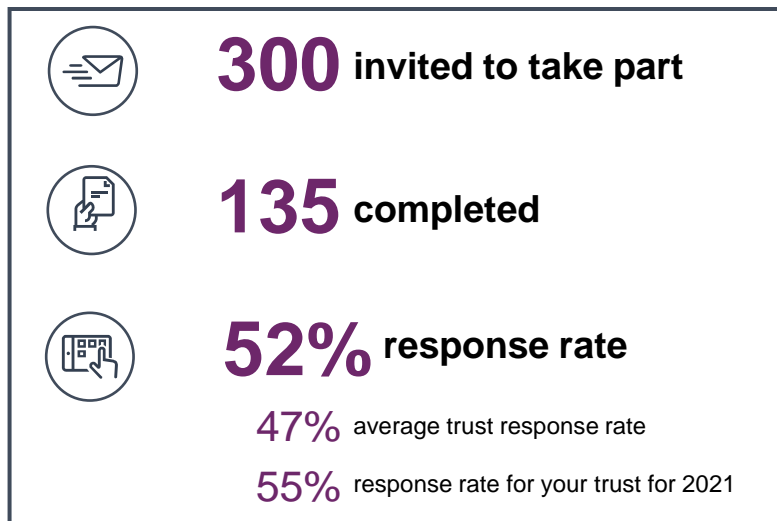 300 invited to take part
135 completed
52% response rate
47% average trust response rate
55% response rate for your trust for 2021